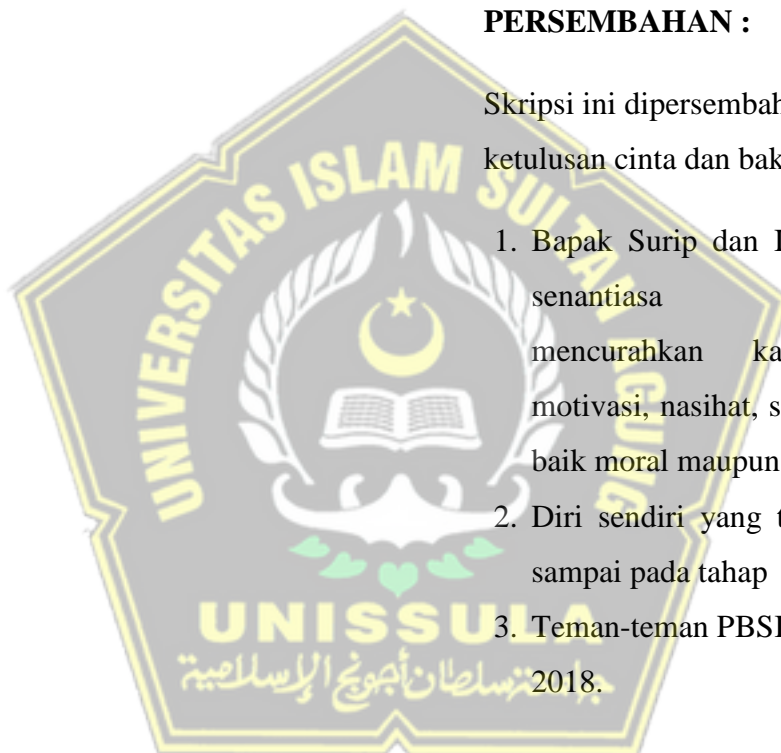 PERSEMBAHAN :
Skripsi ini dipersembah
ketulusan cinta dan bak
1. Bapak Surip dan I
senantiasa
mencurahkan ka
motivasi, nasihat, s
baik moral maupun
2. Diri sendiri yang t
sampai pada tahap
3. Teman-teman PBSI
2018.
UNIVERSITAS ISLAM SULTAN AGUNG
UNISSULA
جامعتسلطان أجونج الإسلامية